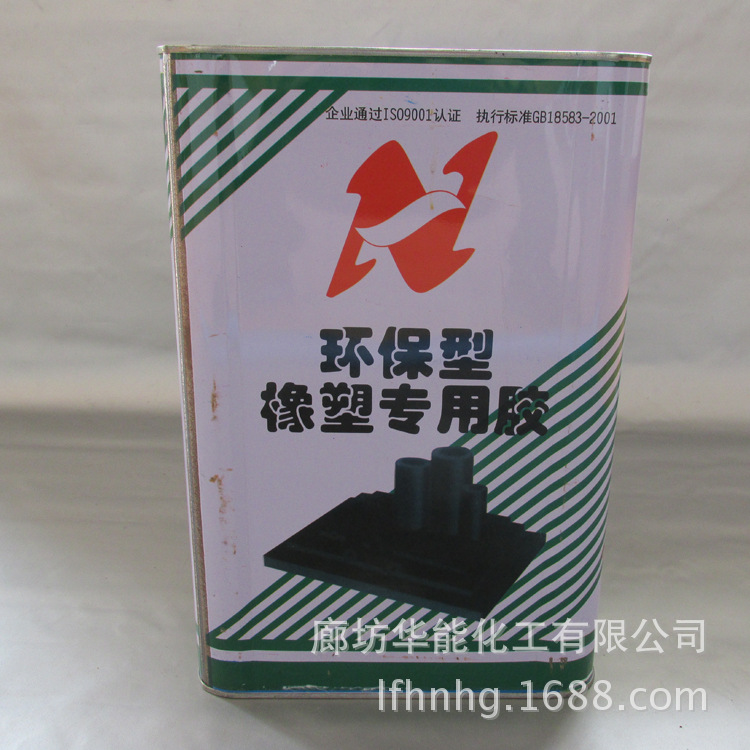 企业通过ISO9001认证 执行标准GB18583-2001
环保型
橡塑专用胶
廊坊华能化工有限公司
lfhnhg.1688.com